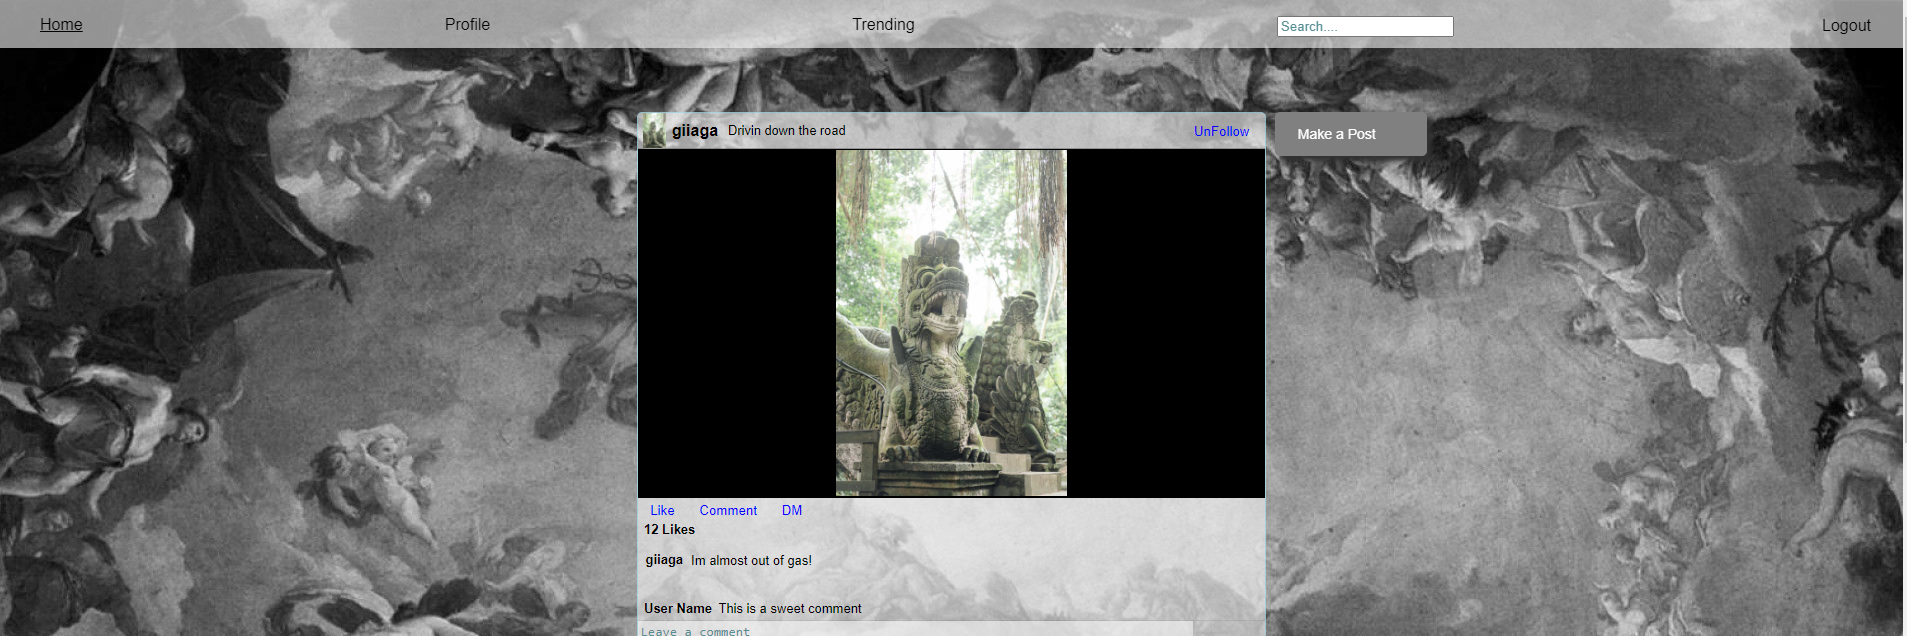 Home Profile Trending Search.... Logout
giiaga Drivin down the road UnFollow Make a Post
Like Comment DM
12 Likes
giiaga Im almost out of gas!
User Name This is a sweet comment
Leave a comment